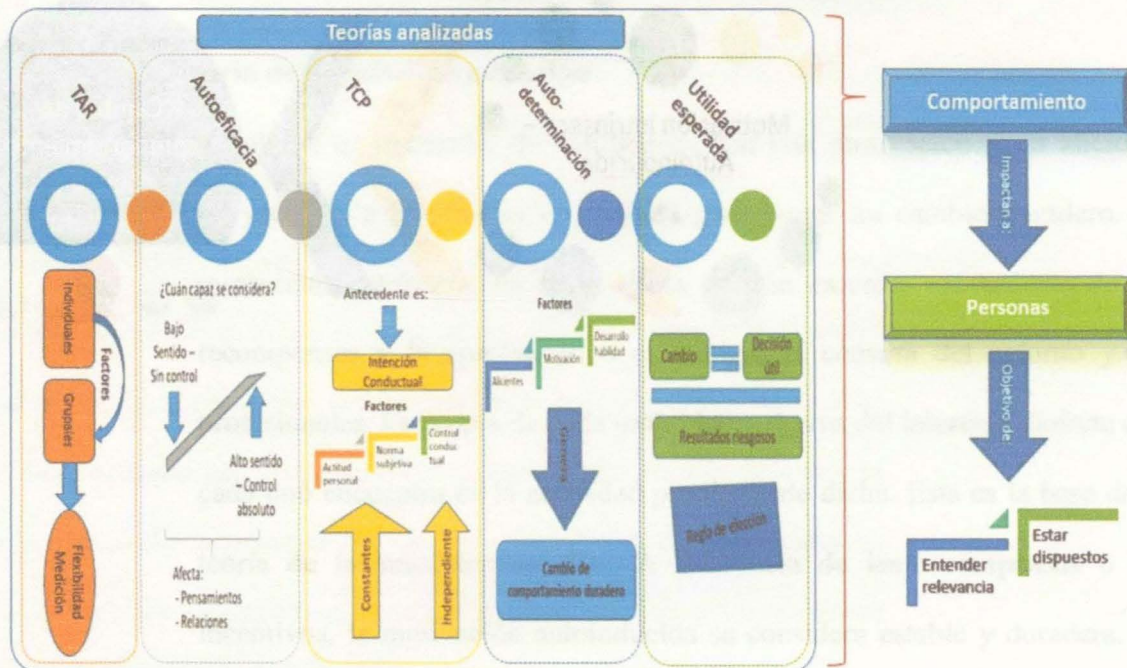 Teorías analizadas
TAR
Individuales
Factores
Grupales
Flexibilidad
Medición
Autoeficacia
¿Cuán capaz se considera?
Bajo
Sentido –
Sin control
Alto sentido
– Control
absoluto
Afecta:
- Pensamientos
- Relaciones
TCP
Antecedente es:
Intención
Conductual
Factores
Actitud
personal
Norma
subjetiva
Control
conduc
tual
Constantes
Independiente
Auto-
determinación
Factores
Alicientes
Motivación
Desarrollo
habilidad
Cambio de
comportamiento duradero
Utilidad
esperada
Cambio
Decisión
útil
Resultados riesgosos
Regla de elección
Comportamiento
Impactan a:
Personas
Objetivo de:
Entender
relevancia
Estar
dispuestos